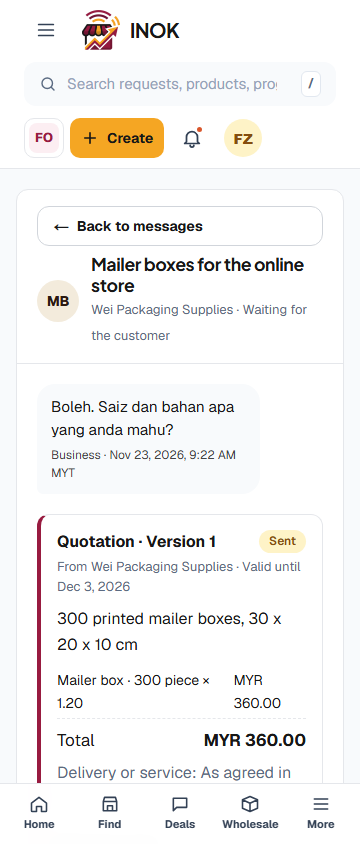 INOK
Search requests, products, pro
/
FO
+ Create
FZ
← Back to messages
MB
Mailer boxes for the online
store
Wei Packaging Supplies · Waiting for
the customer
Boleh. Saiz dan bahan apa
yang anda mahu?
Business · Nov 23, 2026, 9:22 AM
MYT
Quotation · Version 1
Sent
From Wei Packaging Supplies · Valid until
Dec 3, 2026
300 printed mailer boxes, 30 x
20 x 10 cm
Mailer box · 300 piece × MYR
1.20 360.00
Total MYR 360.00
Delivery or service: As agreed in
Home Find Deals Wholesale More